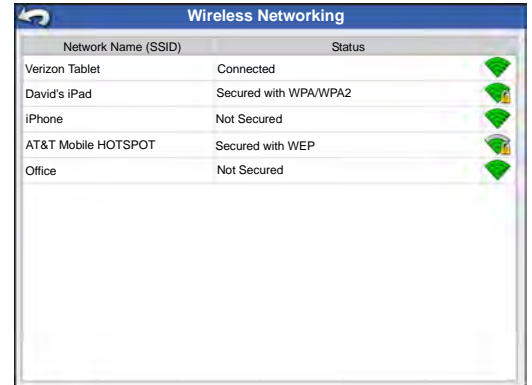 Wireless Networking
Network Name (SSID) Status
Verizon Tablet Connected
David's iPad Secured with WPA/WPA2
iPhone Not Secured
AT&T Mobile HOTSPOT Secured with WEP
Office Not Secured